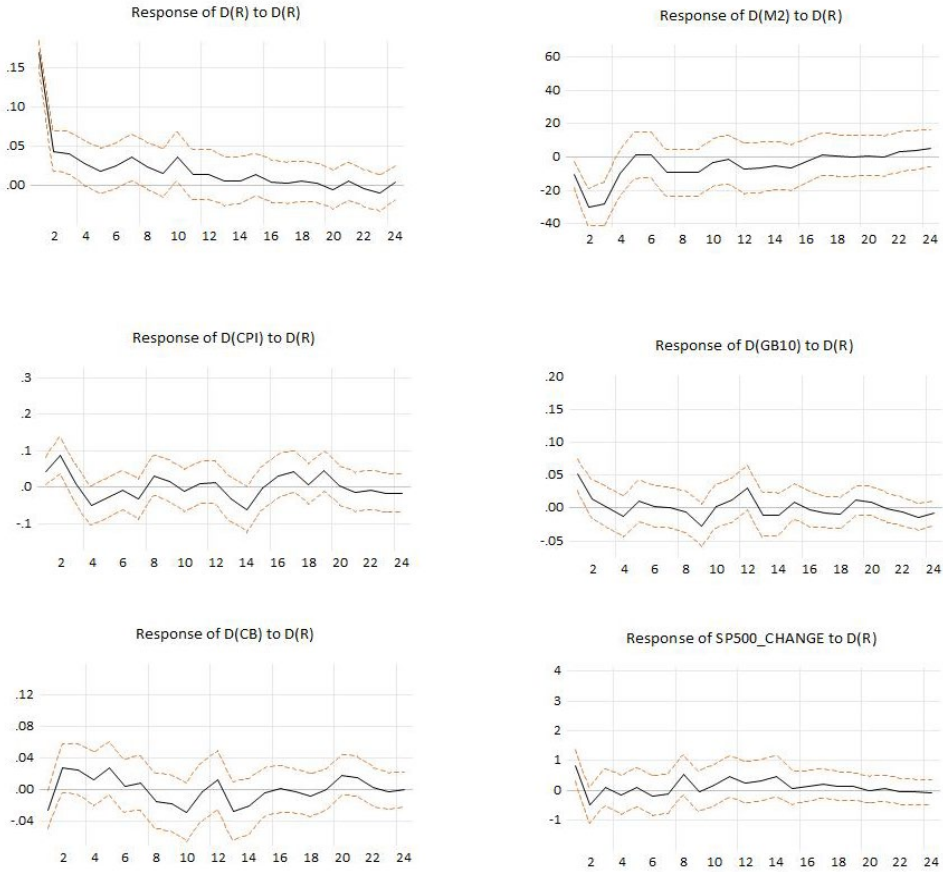 Response of D(R) to D(R)
.15
.10
.05
.00
2 4 6 8 10 12 14 16 18 20 22 24
Response of D(M2) to D(R)
60
40
20
0
-20
-40
2 4 6 8 10 12 14 16 18 20 22 24
Response of D(CPI) to D(R)
.3
.2
.1
.0
-.1
2 4 6 8 10 12 14 16 18 20 22 24
Response of D(GB10) to D(R)
.20
.15
.10
.05
.00
-.05
2 4 6 8 10 12 14 16 18 20 22 24
Response of D(CB) to D(R)
.12
.08
.04
.00
-.04
2 4 6 8 10 12 14 16 18 20 22 24
Response of SP500_CHANGE to D(R)
4
3
2
1
0
-1
2 4 6 8 10 12 14 16 18 20 22 24